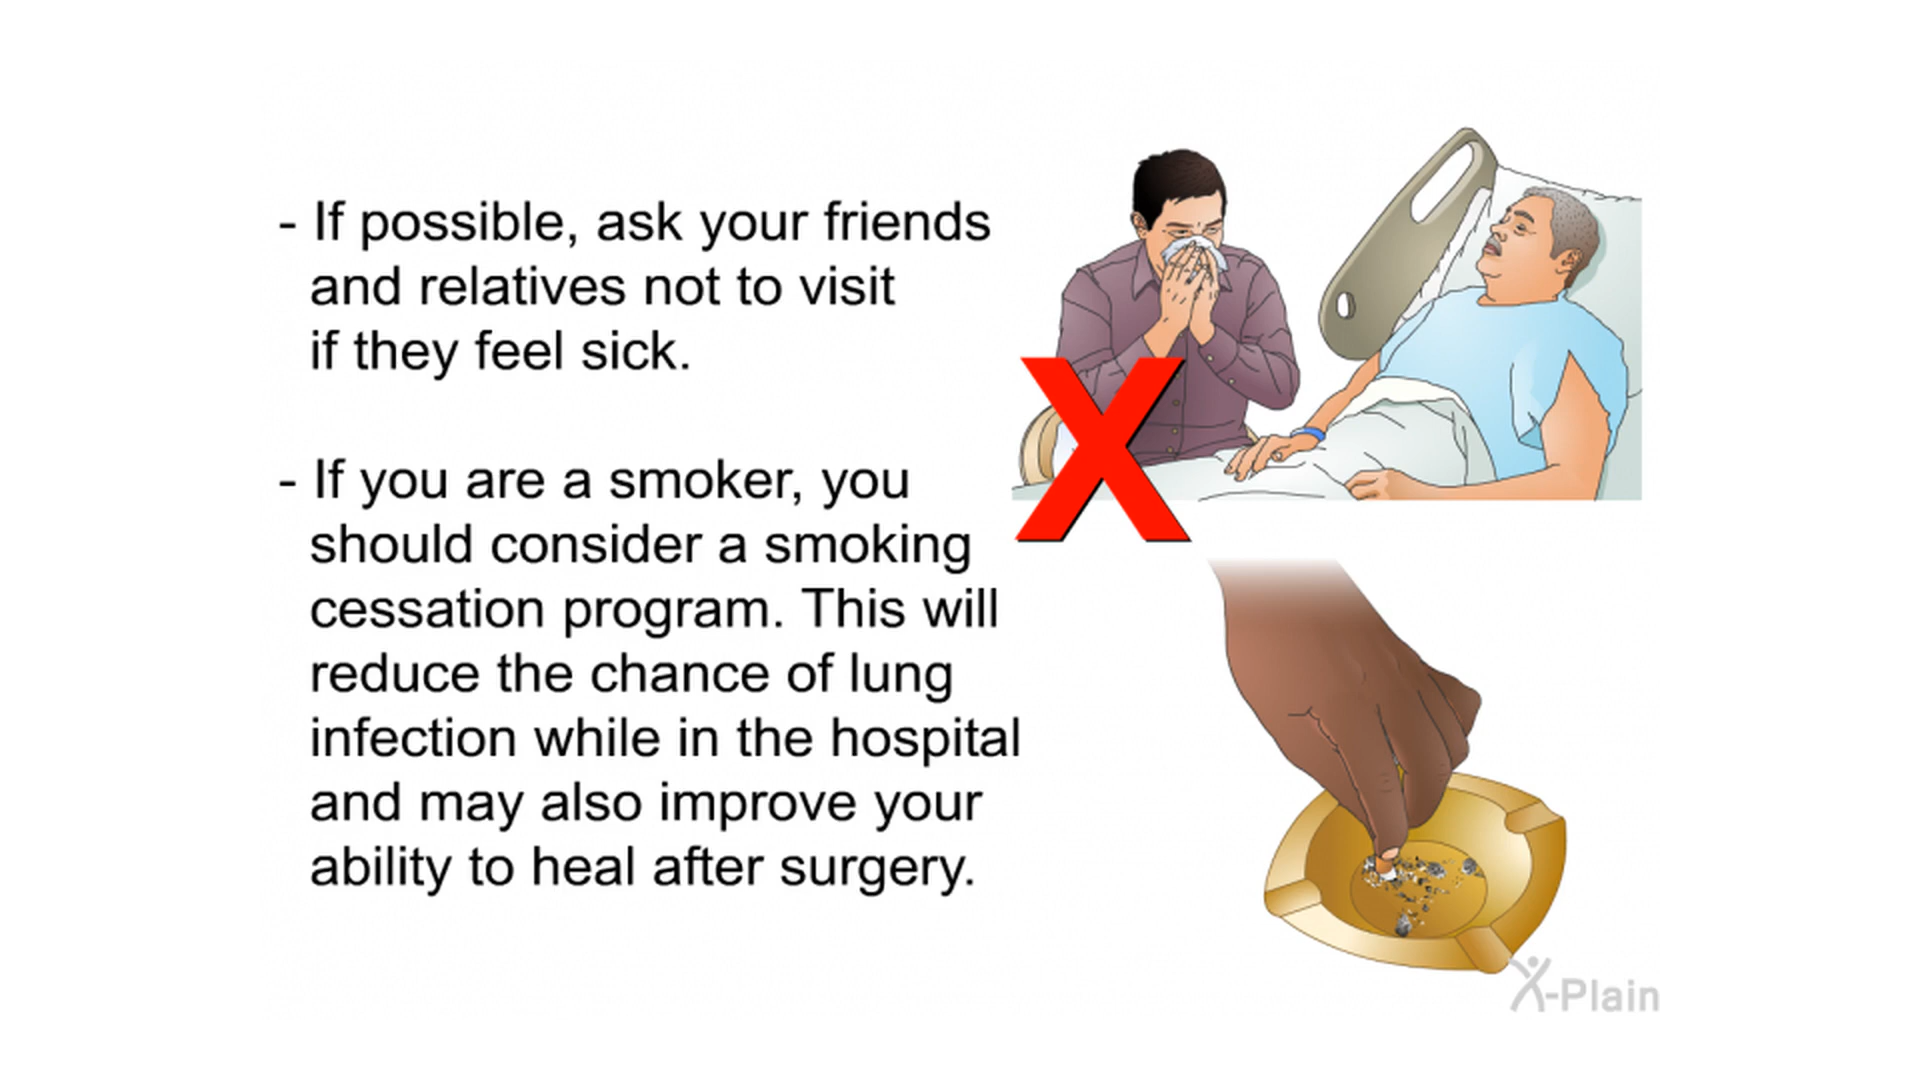 - If possible, ask your friends
and relatives not to visit
if they feel sick.
- If you are a smoker, you
should consider a smoking
cessation program. This will
reduce the chance of lung
infection while in the hospital
and may also improve your
ability to heal after surgery.
X
X-Plain